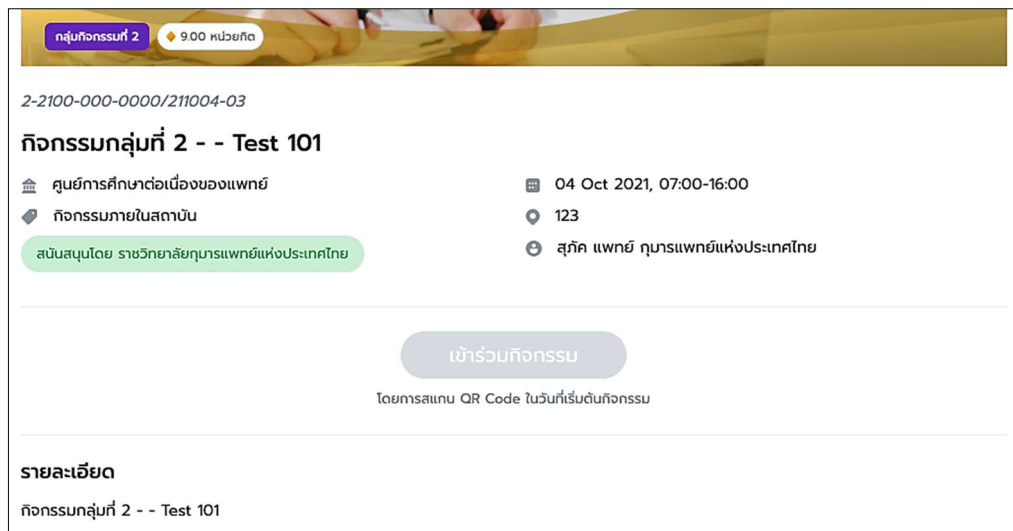 กลุ่มกิจกรรมที่ 2
9.00 หน่วยกิต
2-2100-000-0000/211004-03
กิจกรรมกลุ่มที่ 2 - - Test 101
ศูนย์การศึกษาต่อเนื่องของแพทย์
04 Oct 2021, 07:00-16:00
กิจกรรมภายในสถาบัน
123
สนันสนุนโดย ราชวิทยาลัยกุมารแพทย์แห่งประเทศไทย
สุภัค แพทย์ กุมารแพทย์แห่งประเทศไทย
เข้าร่วมกิจกรรม
โดยการสแกน QR Code ในวันที่เริ่มต้นกิจกรรม
รายละเอียด
กิจกรรมกลุ่มที่ 2 - - Test 101